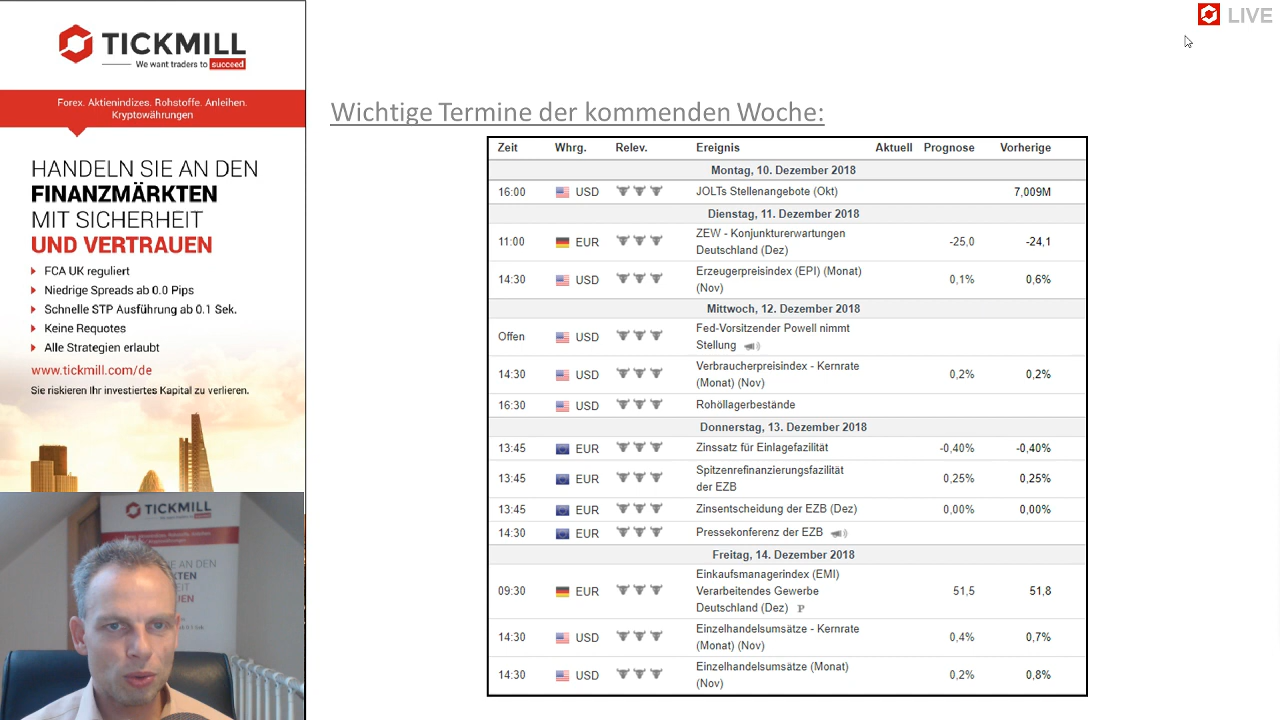 TICKMILL
We want traders to succeed
Forex. Aktienindizes. Rohstoffe. Anleihen.
Kryptowährungen
HANDELN SIE AN DEN
FINANZMÄRKTEN
MIT SICHERHEIT
UND VERTRAUEN
FCA UK reguliert
Niedrige Spreads ab 0.0 Pips
Schnelle STP Ausführung ab 0.1 Sek.
Keine Requotes
Alle Strategien erlaubt
www.tickmill.com/de
Sie riskieren Ihr investiertes Kapital zu verlieren.
TICKMILL
LIVE
Wichtige Termine der kommenden Woche:
Zeit Whrg. Relev. Ereignis Aktuell Prognose Vorherige
Montag, 10. Dezember 2018
16:00 USD JOLTs Stellenangebote (Okt) 7,009M
Dienstag, 11. Dezember 2018
11:00 EUR ZEW - Konjunkturerwartungen -25,0 -24,1
Deutschland (Dez)
14:30 USD Erzeugerpreisindex (EPI) (Monat) 0,1% 0,6%
(Nov)
Mittwoch, 12. Dezember 2018
Offen USD Fed-Vorsitzender Powell nimmt
Stellung
14:30 USD Verbraucherpreisindex - Kernrate 0,2% 0,2%
(Monat) (Nov)
16:30 USD Rohöllagerbestände
Donnerstag, 13. Dezember 2018
13:45 EUR Zinssatz für Einlagefazilität -0,40% -0,40%
13:45 EUR Spitzenrefinanzierungsfazilität 0,25% 0,25%
der EZB
13:45 EUR Zinsentscheidung der EZB (Dez) 0,00% 0,00%
14:30 EUR Pressekonferenz der EZB
Freitag, 14. Dezember 2018
09:30 EUR Einkaufsmanagerindex (EMI) 51,5 51,8
Verarbeitendes Gewerbe
Deutschland (Dez) P
14:30 USD Einzelhandelsumsätze - Kernrate 0,4% 0,7%
(Monat) (Nov)
14:30 USD Einzelhandelsumsätze (Monat) 0,2% 0,8%
(Nov)